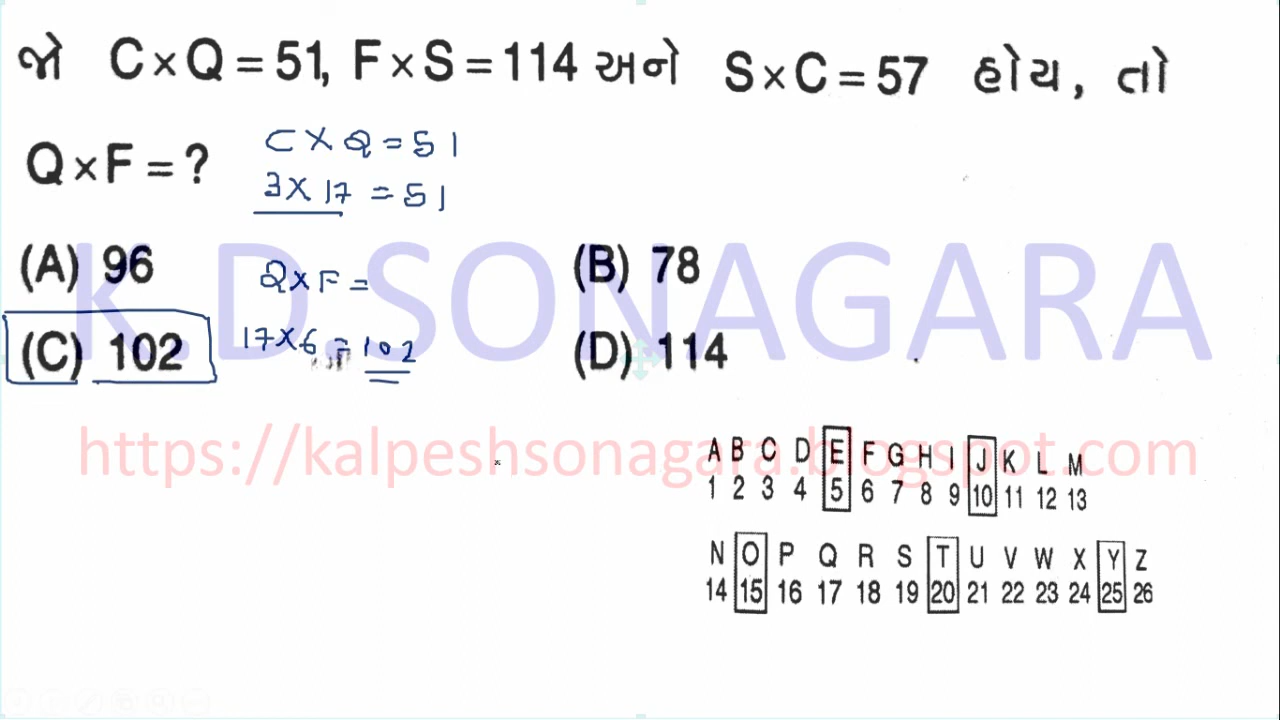 જો C×Q=51, F×S=114 અને S×C=57 હોય, તો
Q×F=?
C×Q=51
3×17=51
(A) 96
(B) 78
Q×F=
(C) 102
17×6=102
(D) 114
K.D SONAGARA
https://kalpeshsonagara.blogspot.com
A B C D E F G H I J K L M
1 2 3 4 5 6 7 8 9 10 11 12 13
N O P Q R S T U V W X Y Z
14 15 16 17 18 19 20 21 22 23 24 25 26